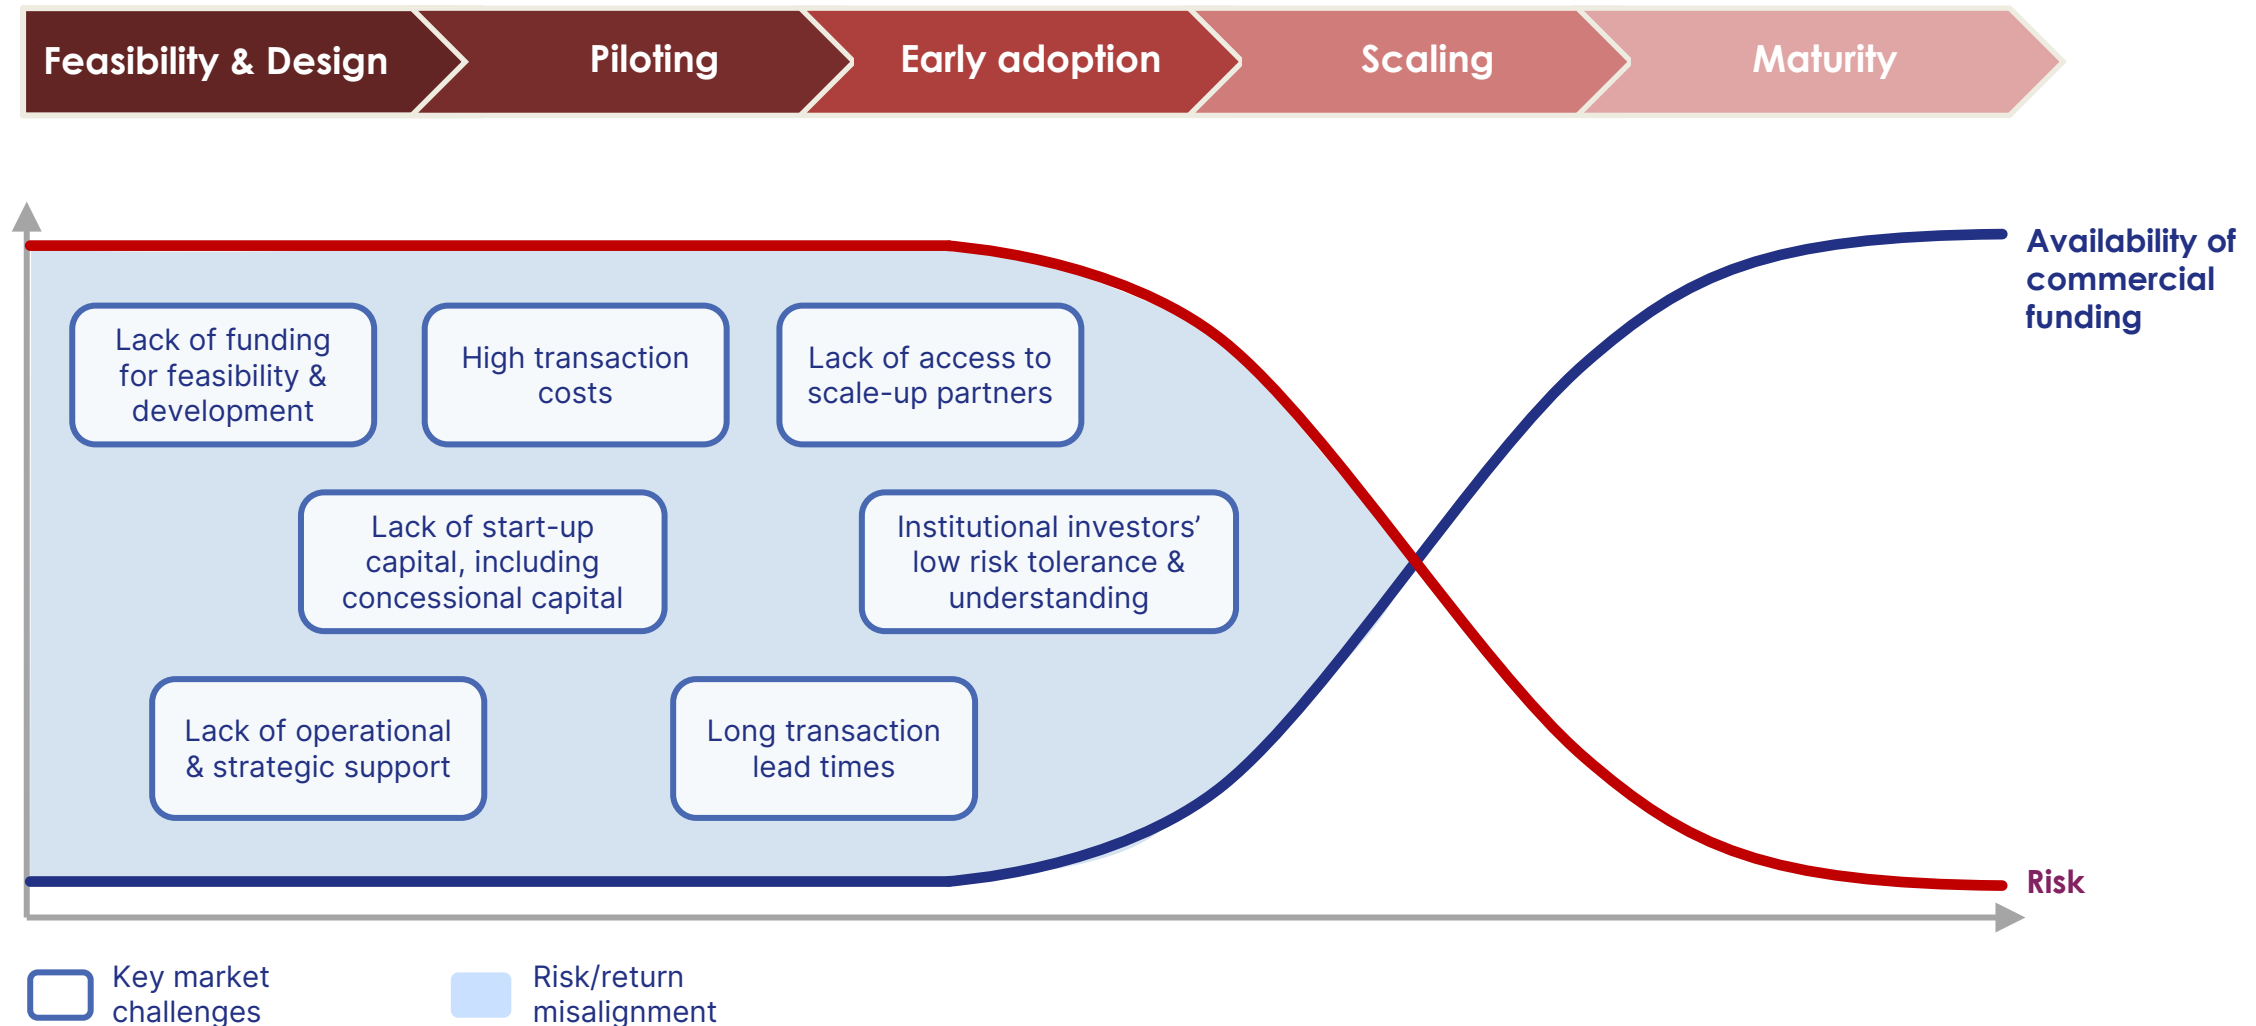 Feasibility & Design
Piloting
Early adoption
Scaling
Maturity
Availability of
commercial
funding
Lack of funding
for feasibility &
development
High transaction
costs
Lack of access to
scale-up partners
Lack of start-up
capital, including
concessional capital
Institutional investors’
low risk tolerance &
understanding
Lack of operational
& strategic support
Long transaction
lead times
Risk
Key market
challenges
Risk/return
misalignment